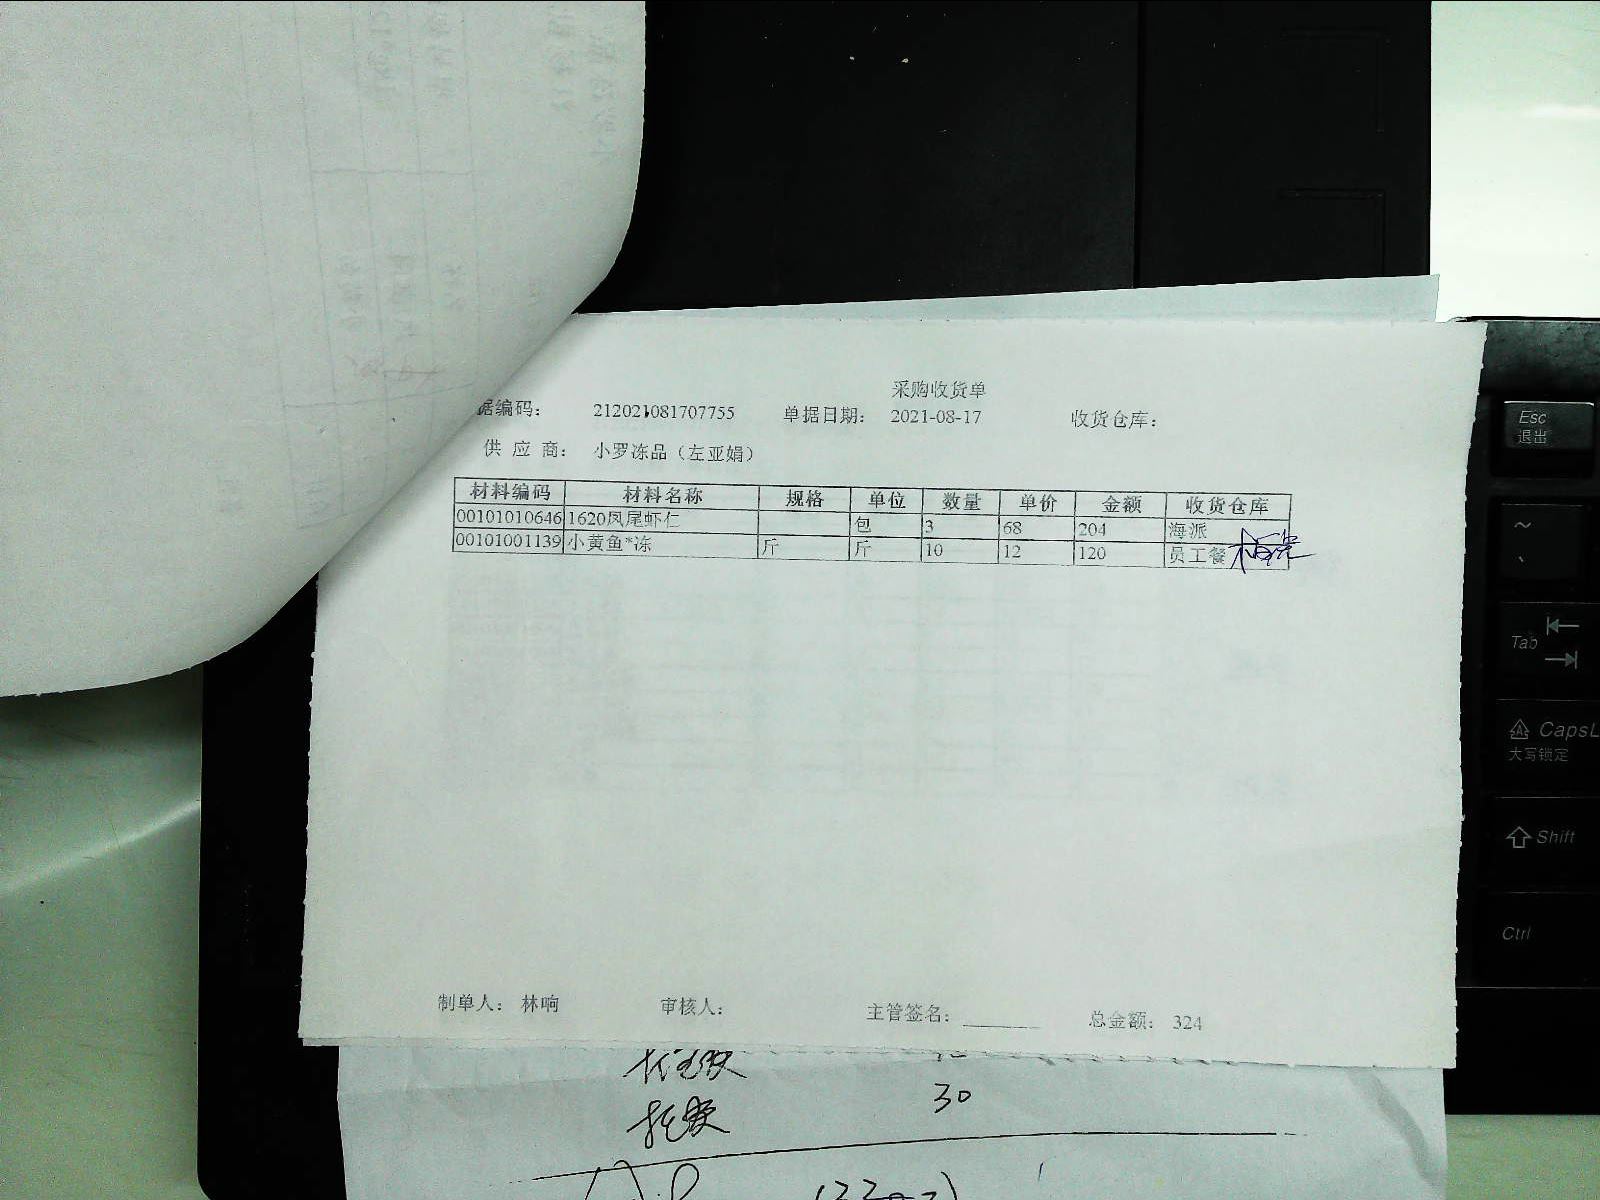 采购收货单
据编码： 212021081707755 单据日期： 2021-08-17 收货仓库：
供 应 商： 小罗冻品（左亚娟）
材料编码 材料名称 规格 单位 数量 单价 金额 收货仓库
00101010646 1620凤尾虾仁 包 3 68 204 海派
00101001139 小黄鱼*冻 斤 斤 10 12 120 员工餐
制单人： 林响 审核人： 主管签名： 总金额： 324
30
Esc
退出
~
、
Tab
CapsL
大写锁定
Shift
Ctrl